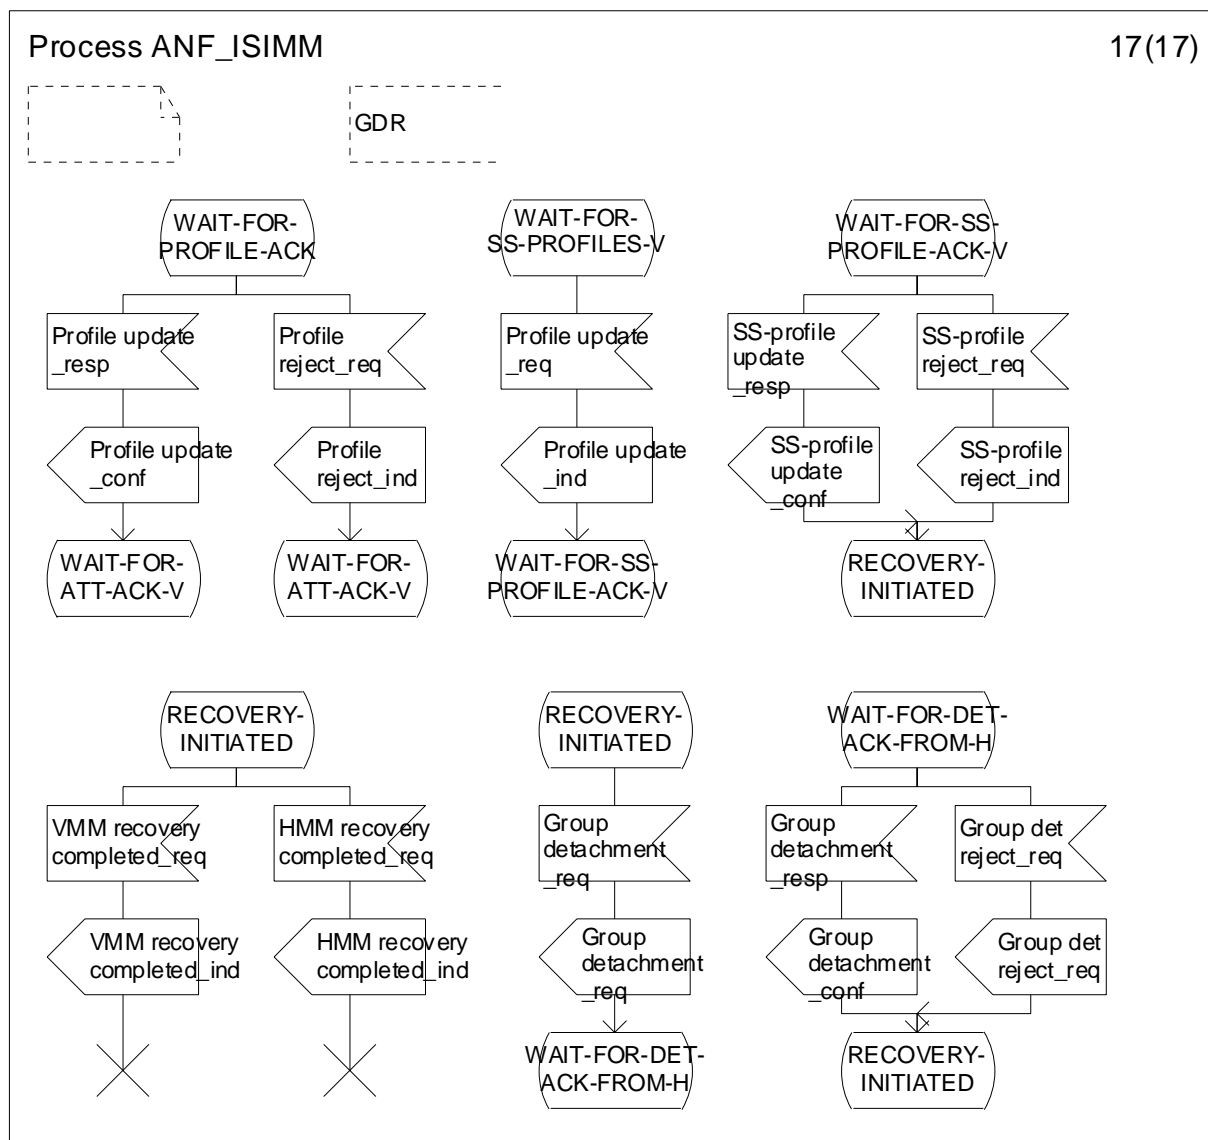 Process ANF_ISIMM
17(17)
GDR
WAIT-FOR-
PROFILE-ACK
WAIT-FOR-
SS-PROFILES-V
WAIT-FOR-SS-
PROFILE-ACK-V
Profile update
_resp
Profile
reject_req
Profile update
_req
SS-profile
update
_resp
SS-profile
reject_req
Profile update
_conf
Profile
reject_ind
Profile update
_ind
SS-profile
update
_conf
SS-profile
reject_ind
WAIT-FOR-
ATT-ACK-V
WAIT-FOR-
ATT-ACK-V
WAIT-FOR-SS-
PROFILE-ACK-V
RECOVERY-
INITIATED
RECOVERY-
INITIATED
RECOVERY-
INITIATED
WAIT-FOR-DET-
ACK-FROM-H
VMM recovery
completed_req
HMM recovery
completed_req
Group
detachment
_req
Group
detachment
_resp
Group det
reject_req
VMM recovery
completed_ind
HMM recovery
completed_ind
Group
detachment
_req
Group
detachment
_conf
Group det
reject_req
WAIT-FOR-DET-
ACK-FROM-H
RECOVERY-
INITIATED